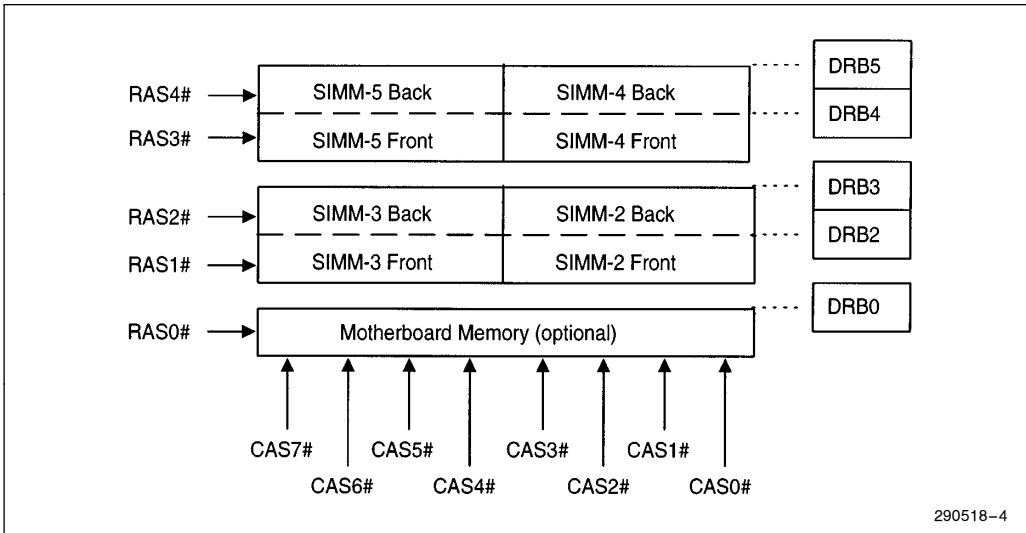 DRB5
RAS4# SIMM-5 Back SIMM-4 Back
DRB4
RAS3# SIMM-5 Front SIMM-4 Front
DRB3
RAS2# SIMM-3 Back SIMM-2 Back
DRB2
RAS1# SIMM-3 Front SIMM-2 Front
DRB0
RAS0# Motherboard Memory (optional)
CAS7# CAS5# CAS3# CAS1#
CAS6# CAS4# CAS2# CAS0#
290518-4